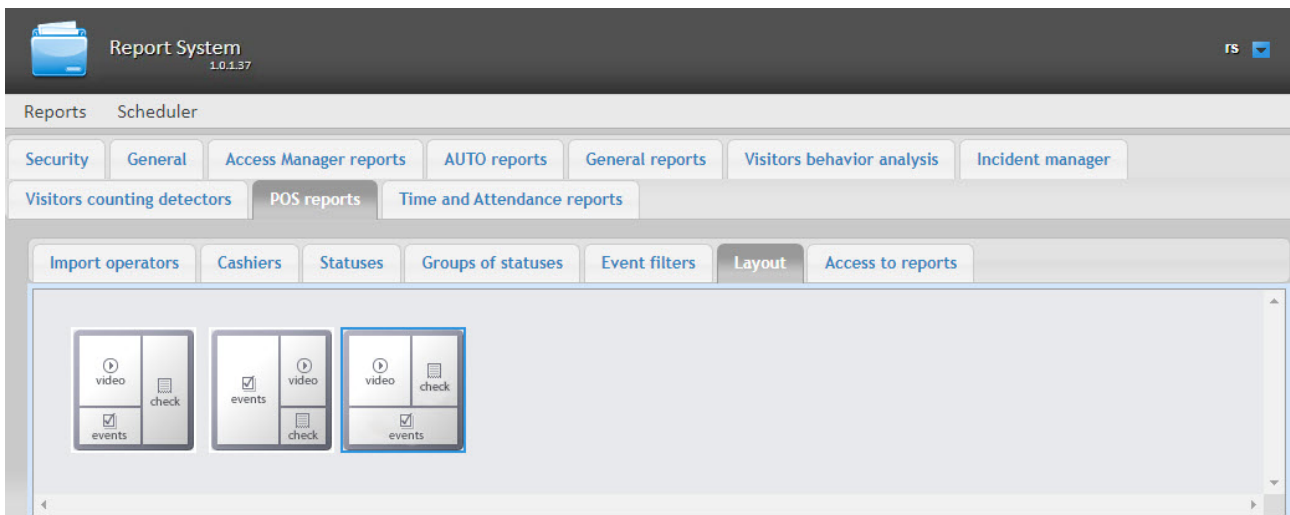 Report System
1.0.1.37
rs
Reports Scheduler
Security General Access Manager reports AUTO reports General reports Visitors behavior analysis Incident manager
Visitors counting detectors POS reports Time and Attendance reports
Import operators Cashiers Statuses Groups of statuses Event filters Layout Access to reports
video check events
events video check
video check events